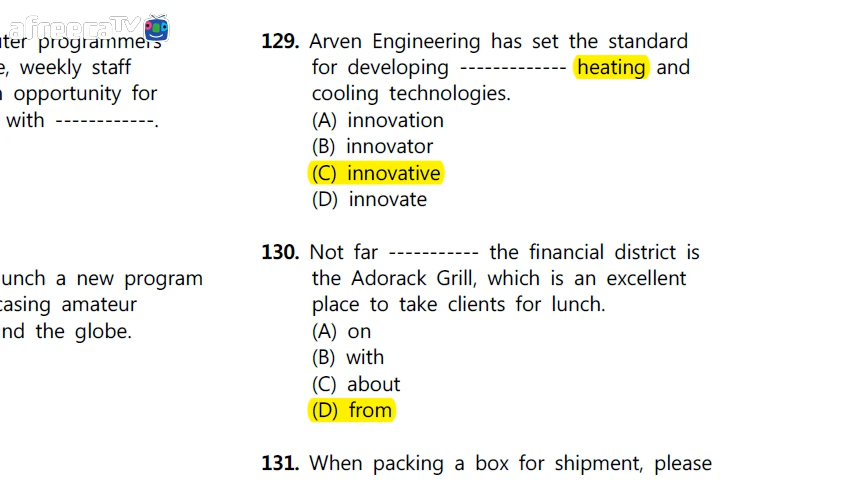 afreecaTV
uter programmers
e, weekly staff
n opportunity for
with ------------.
unch a new program
casing amateur
nd the globe.
129. Arven Engineering has set the standard
for developing ------------- heating and
cooling technologies.
(A) innovation
(B) innovator
(C) innovative
(D) innovate
130. Not far ----------- the financial district is
the Adorack Grill, which is an excellent
place to take clients for lunch.
(A) on
(B) with
(C) about
(D) from
131. When packing a box for shipment, please